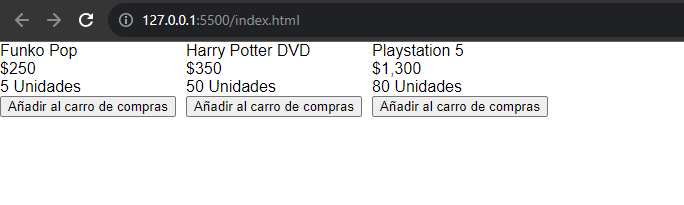 127.0.0.1:5500/index.html
Funko Pop
$250
5 Unidades
Añadir al carro de compras
Harry Potter DVD
$350
50 Unidades
Añadir al carro de compras
Playstation 5
$1,300
80 Unidades
Añadir al carro de compras